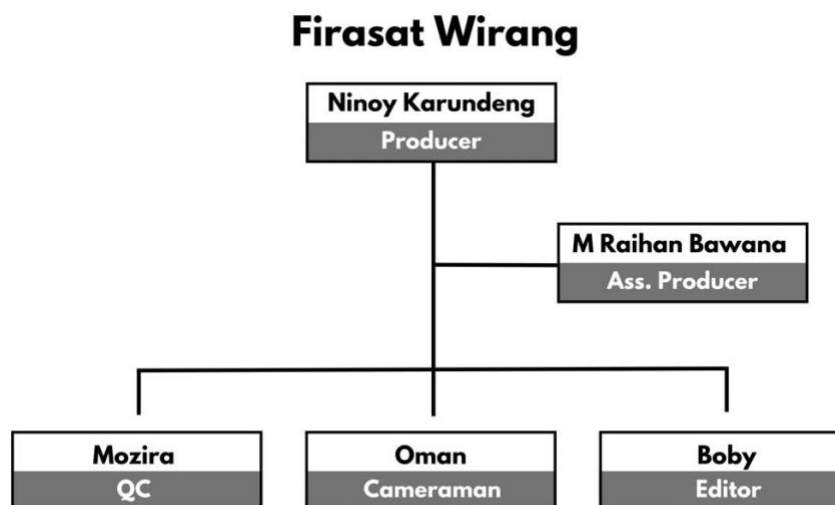 Firasat Wirang
Ninoy Karundeng
Producer
M Raihan Bawana
Ass. Producer
Mozira
QC
Oman
Cameraman
Boby
Editor